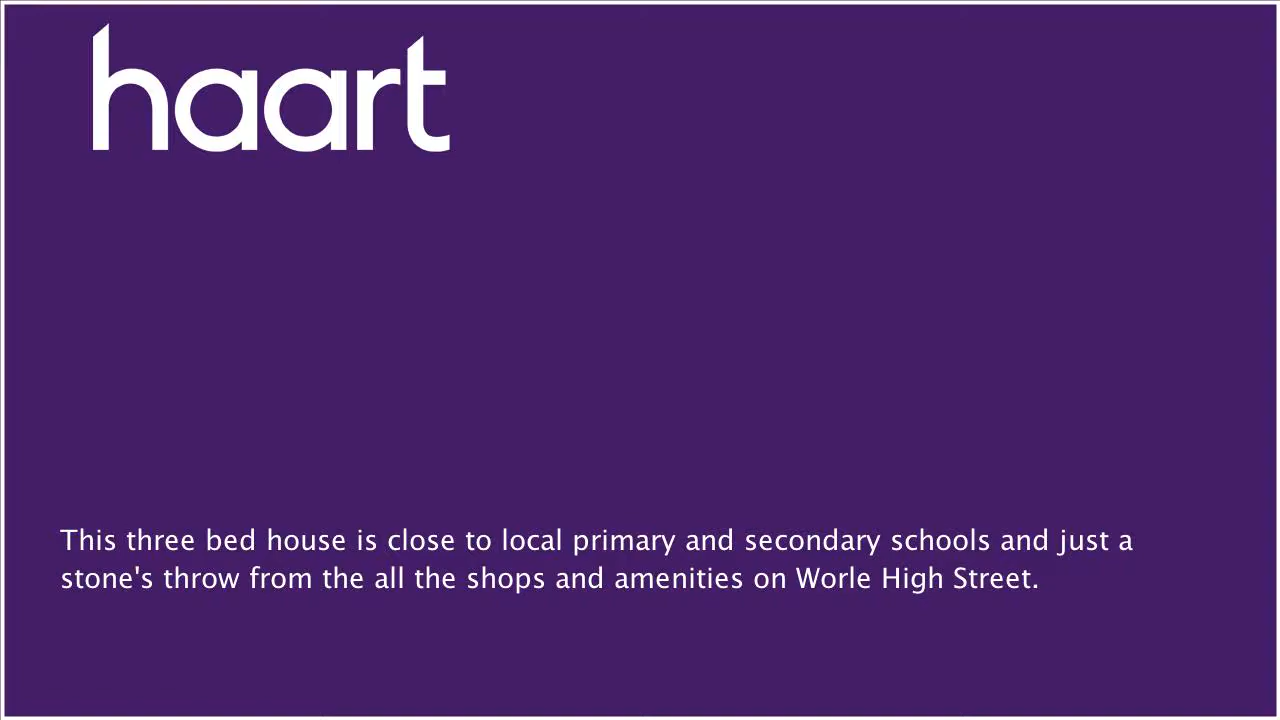 haart
This three bed house is close to local primary and secondary schools and just a
stone's throw from the all the shops and amenities on Worle High Street.